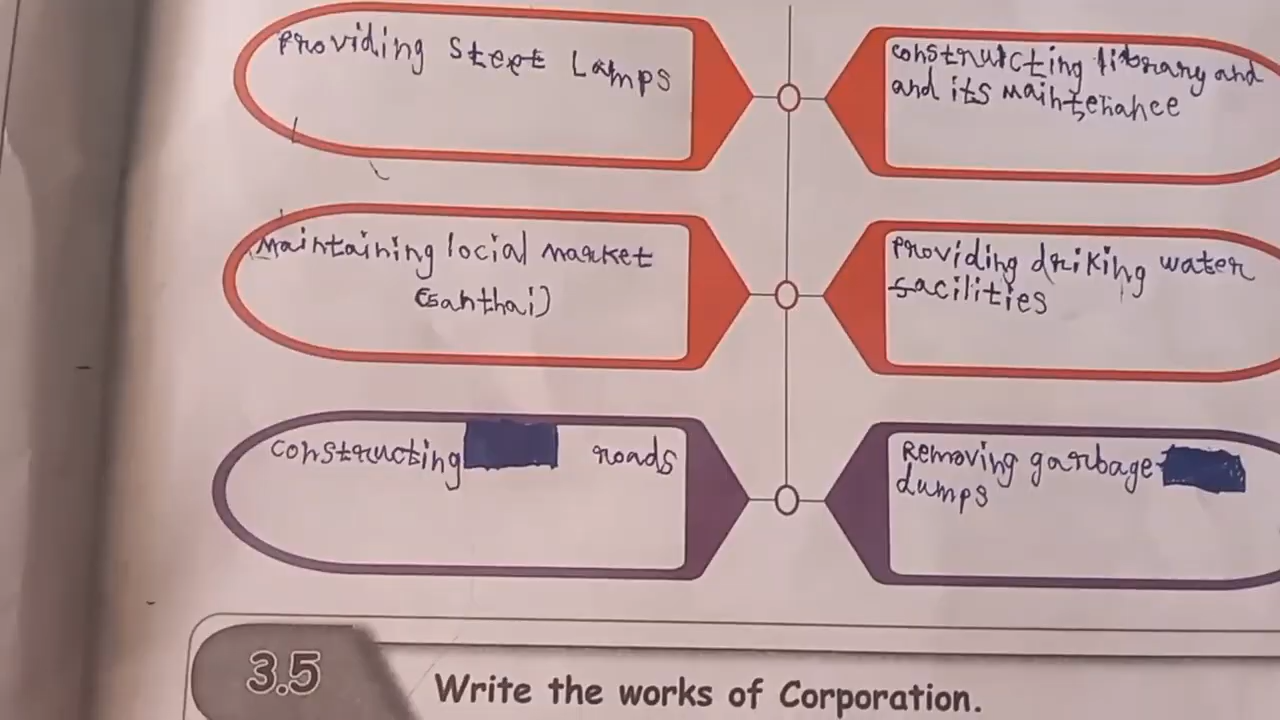 Providing Steet Lamps
constructing library and
and its maintenance
Maintaining locial market
(santhai)
Providing driking water
facilities
constructing roads
Removing garbage
dumps
3.5
Write the works of Corporation.